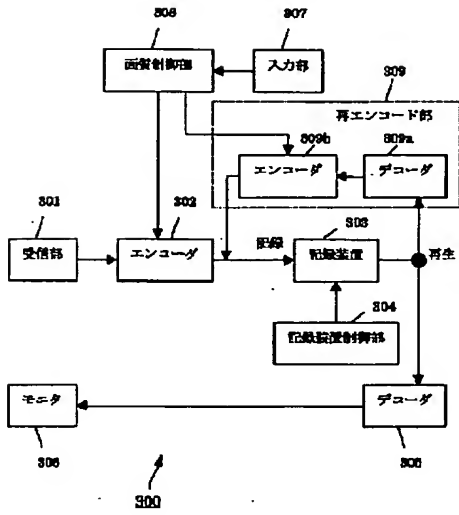 308
307
画質制御部
入力部
309
再エンコード部
309b
309a
エンコーダ
デコーダ
301
302
303
受信部
エンコーダ
記録
記録装置
再生
304
記録装置制御部
モニタ
デコーダ
306
305
300